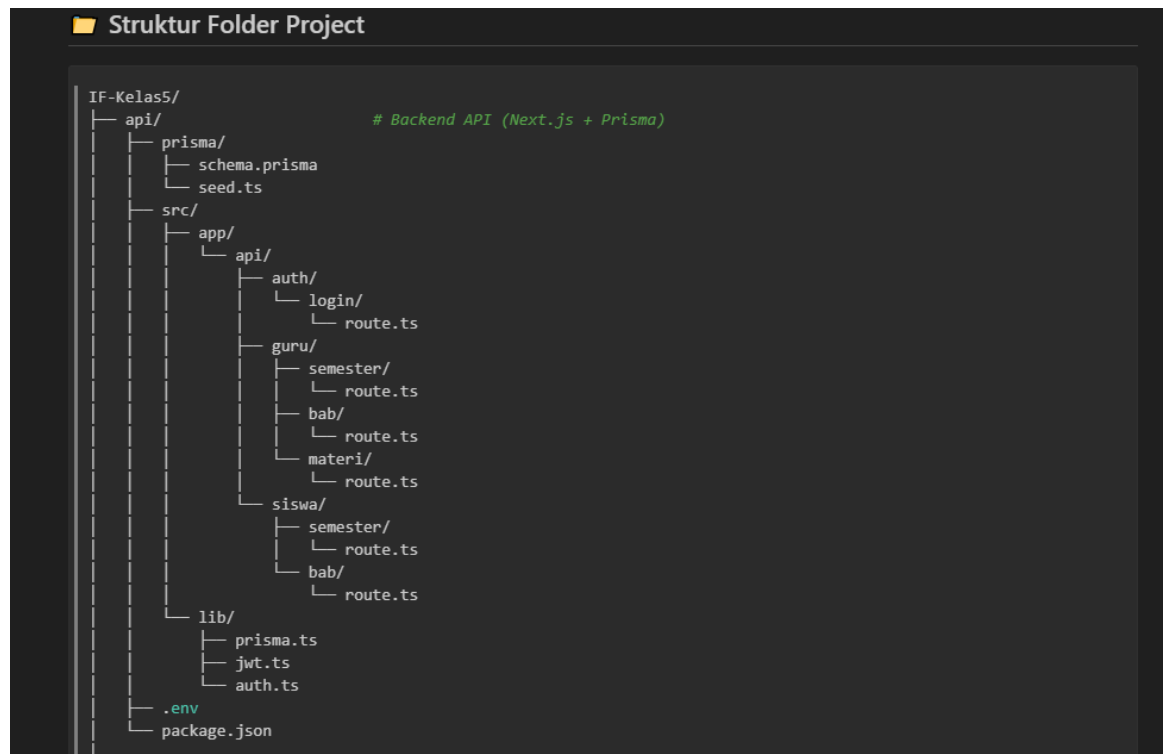 📁 Struktur Folder Project
IF-Kelas5/
├── api/                          # Backend API (Next.js + Prisma)
│   ├── prisma/
│   │   ├── schema.prisma
│   │   └── seed.ts
│   ├── src/
│   │   ├── app/
│   │   │   └── api/
│   │   │       ├── auth/
│   │   │       │   └── login/
│   │   │       │       └── route.ts
│   │   │       ├── guru/
│   │   │       │   ├── semester/
│   │   │       │   │   └── route.ts
│   │   │       │   ├── bab/
│   │   │       │   │   └── route.ts
│   │   │       │   └── materi/
│   │   │       │       └── route.ts
│   │   │       └── siswa/
│   │   │           ├── semester/
│   │   │           │   └── route.ts
│   │   │           └── bab/
│   │   │               └── route.ts
│   │   └── lib/
│   │       ├── prisma.ts
│   │       ├── jwt.ts
│   │       └── auth.ts
│   ├── .env
│   └── package.json